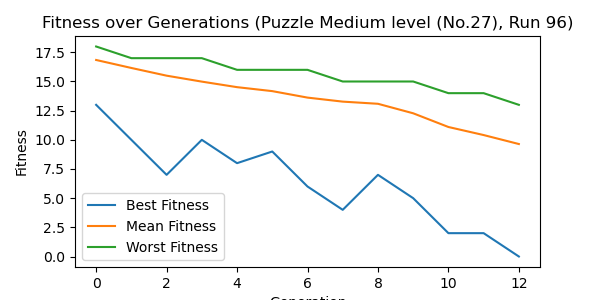 Fitness over Generations (Puzzle Medium level (No.27), Run 96)
Fitness
17.5
15.0
12.5
10.0
7.5
5.0
2.5
0.0
Best Fitness
Mean Fitness
Worst Fitness
0 2 4 6 8 10 12
Generation